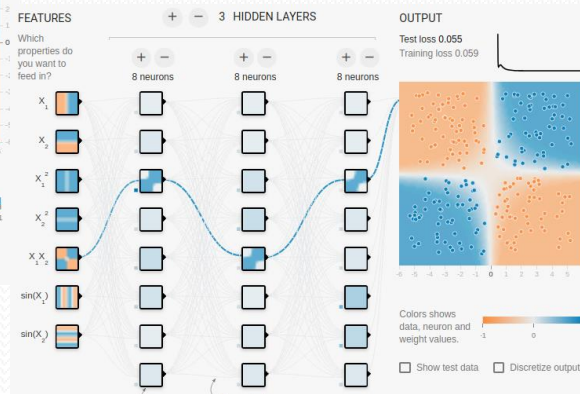 FEATURES
Which
properties do
you want to
feed in?
X1
X2
X1²
X2²
X1X2
sin(X1)
sin(X2)
+ − 3 HIDDEN LAYERS
+ −
8 neurons
+ −
8 neurons
+ −
8 neurons
OUTPUT
Test loss 0.055
Training loss 0.059
-6 -5 -4 -3 -2 -1 0 1 2 3 4 5
Colors shows
data, neuron and
weight values.
-1 0
Show test data
Discretize output